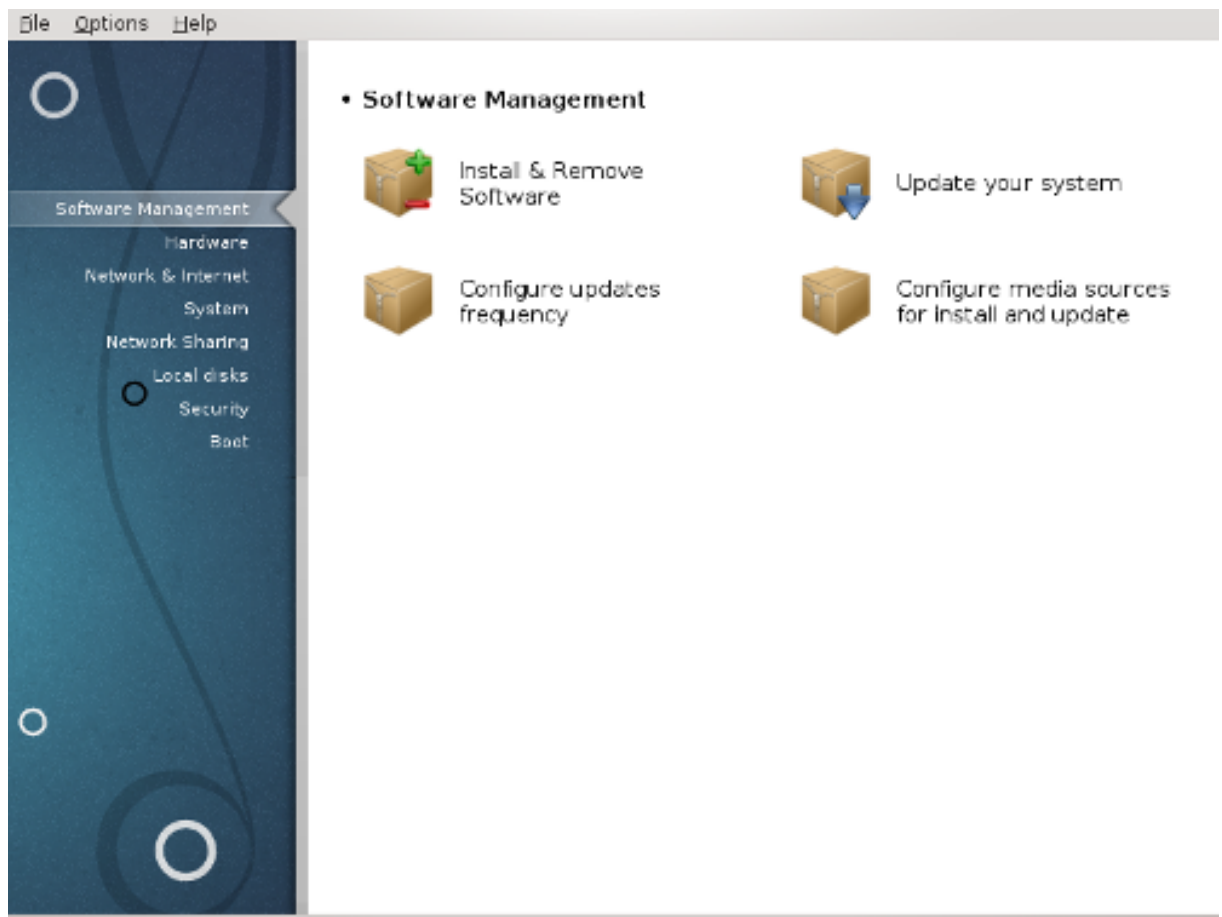 File Options Help
• Software Management
Install & Remove
Software
Update your system
Configure updates
frequency
Configure media sources
for install and update
Software Management
Hardware
Network & Internet
System
Network Sharing
Local disks
Security
Boot